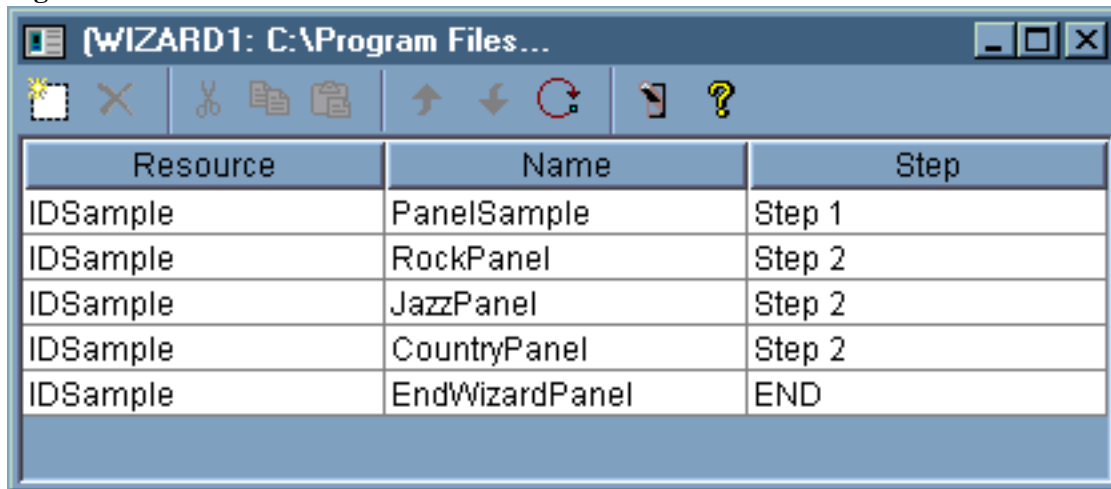 (WIZARD1: C:\Program Files...
Resource Name Step
IDSample PanelSample Step 1
IDSample RockPanel Step 2
IDSample JazzPanel Step 2
IDSample CountryPanel Step 2
IDSample EndWizardPanel END